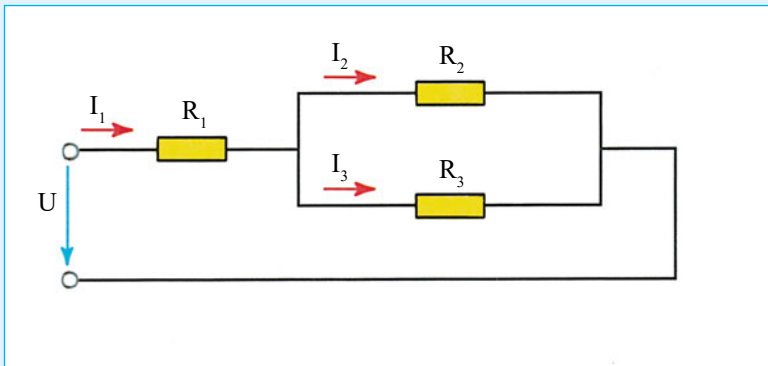 I₂
R₂
I₁
R₁
I₃
R₃
U